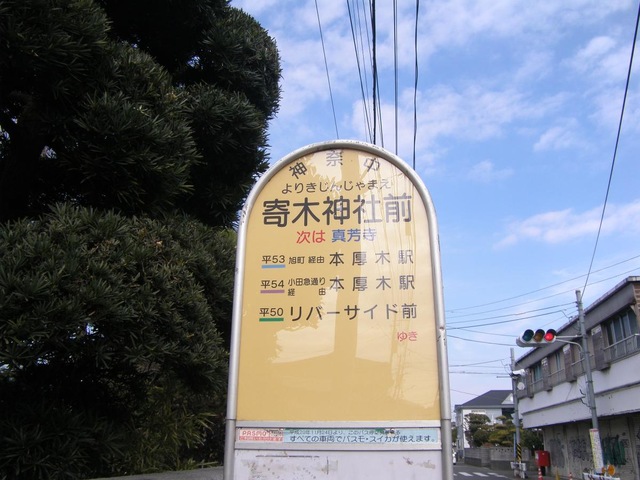 神奈中
よりきじんじゃまえ
寄木神社前
次は 真芳寺
平53 旭町 経由 本厚木駅
平54 小田急通り経由 本厚木駅
平50 リバーサイド前
ゆき
PASMO
すべての車両でパスモ・スイカが使えます。